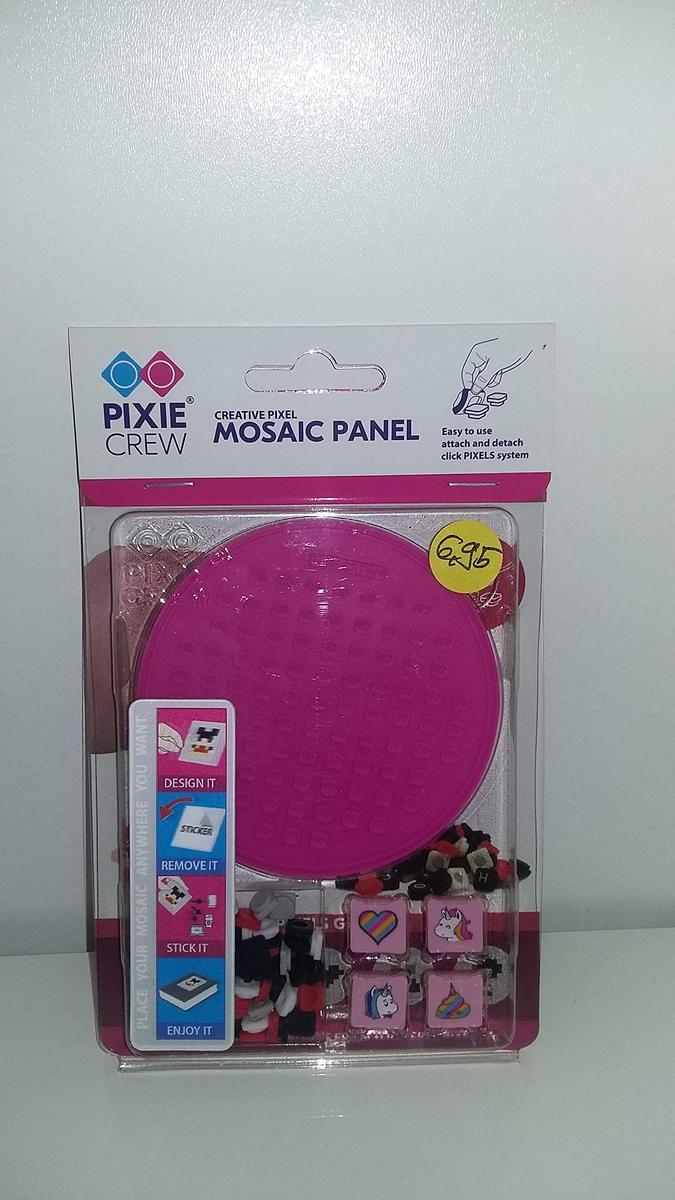 PIXIE®
CREW
CREATIVE PIXEL
MOSAIC PANEL
Easy to use
attach and detach
click PIXELS system
6,95
PIX
PLACE YOUR MOSAIC ANYWHERE YOU WANT
DESIGN IT
STICKER
REMOVE IT
STICK IT
ENJOY IT
H